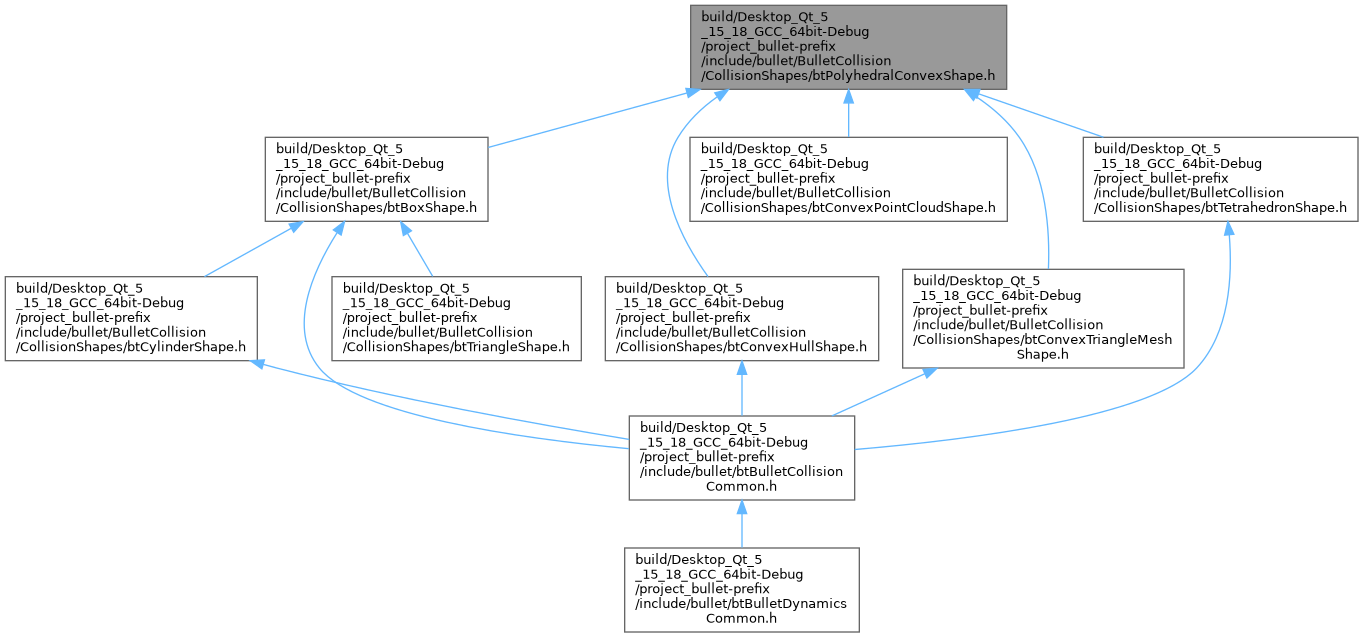 build/Desktop_Qt_5
_15_18_GCC_64bit-Debug
/project_bullet-prefix
/include/bullet/BulletCollision
/CollisionShapes/btPolyhedralConvexShape.h
build/Desktop_Qt_5
_15_18_GCC_64bit-Debug
/project_bullet-prefix
/include/bullet/BulletCollision
/CollisionShapes/btBoxShape.h
build/Desktop_Qt_5
_15_18_GCC_64bit-Debug
/project_bullet-prefix
/include/bullet/BulletCollision
/CollisionShapes/btConvexPointCloudShape.h
build/Desktop_Qt_5
_15_18_GCC_64bit-Debug
/project_bullet-prefix
/include/bullet/BulletCollision
/CollisionShapes/btTetrahedronShape.h
build/Desktop_Qt_5
_15_18_GCC_64bit-Debug
/project_bullet-prefix
/include/bullet/BulletCollision
/CollisionShapes/btCylinderShape.h
build/Desktop_Qt_5
_15_18_GCC_64bit-Debug
/project_bullet-prefix
/include/bullet/BulletCollision
/CollisionShapes/btTriangleShape.h
build/Desktop_Qt_5
_15_18_GCC_64bit-Debug
/project_bullet-prefix
/include/bullet/BulletCollision
/CollisionShapes/btConvexHullShape.h
build/Desktop_Qt_5
_15_18_GCC_64bit-Debug
/project_bullet-prefix
/include/bullet/BulletCollision
/CollisionShapes/btConvexTriangleMesh
Shape.h
build/Desktop_Qt_5
_15_18_GCC_64bit-Debug
/project_bullet-prefix
/include/bullet/btBulletCollision
Common.h
build/Desktop_Qt_5
_15_18_GCC_64bit-Debug
/project_bullet-prefix
/include/bullet/btBulletDynamics
Common.h